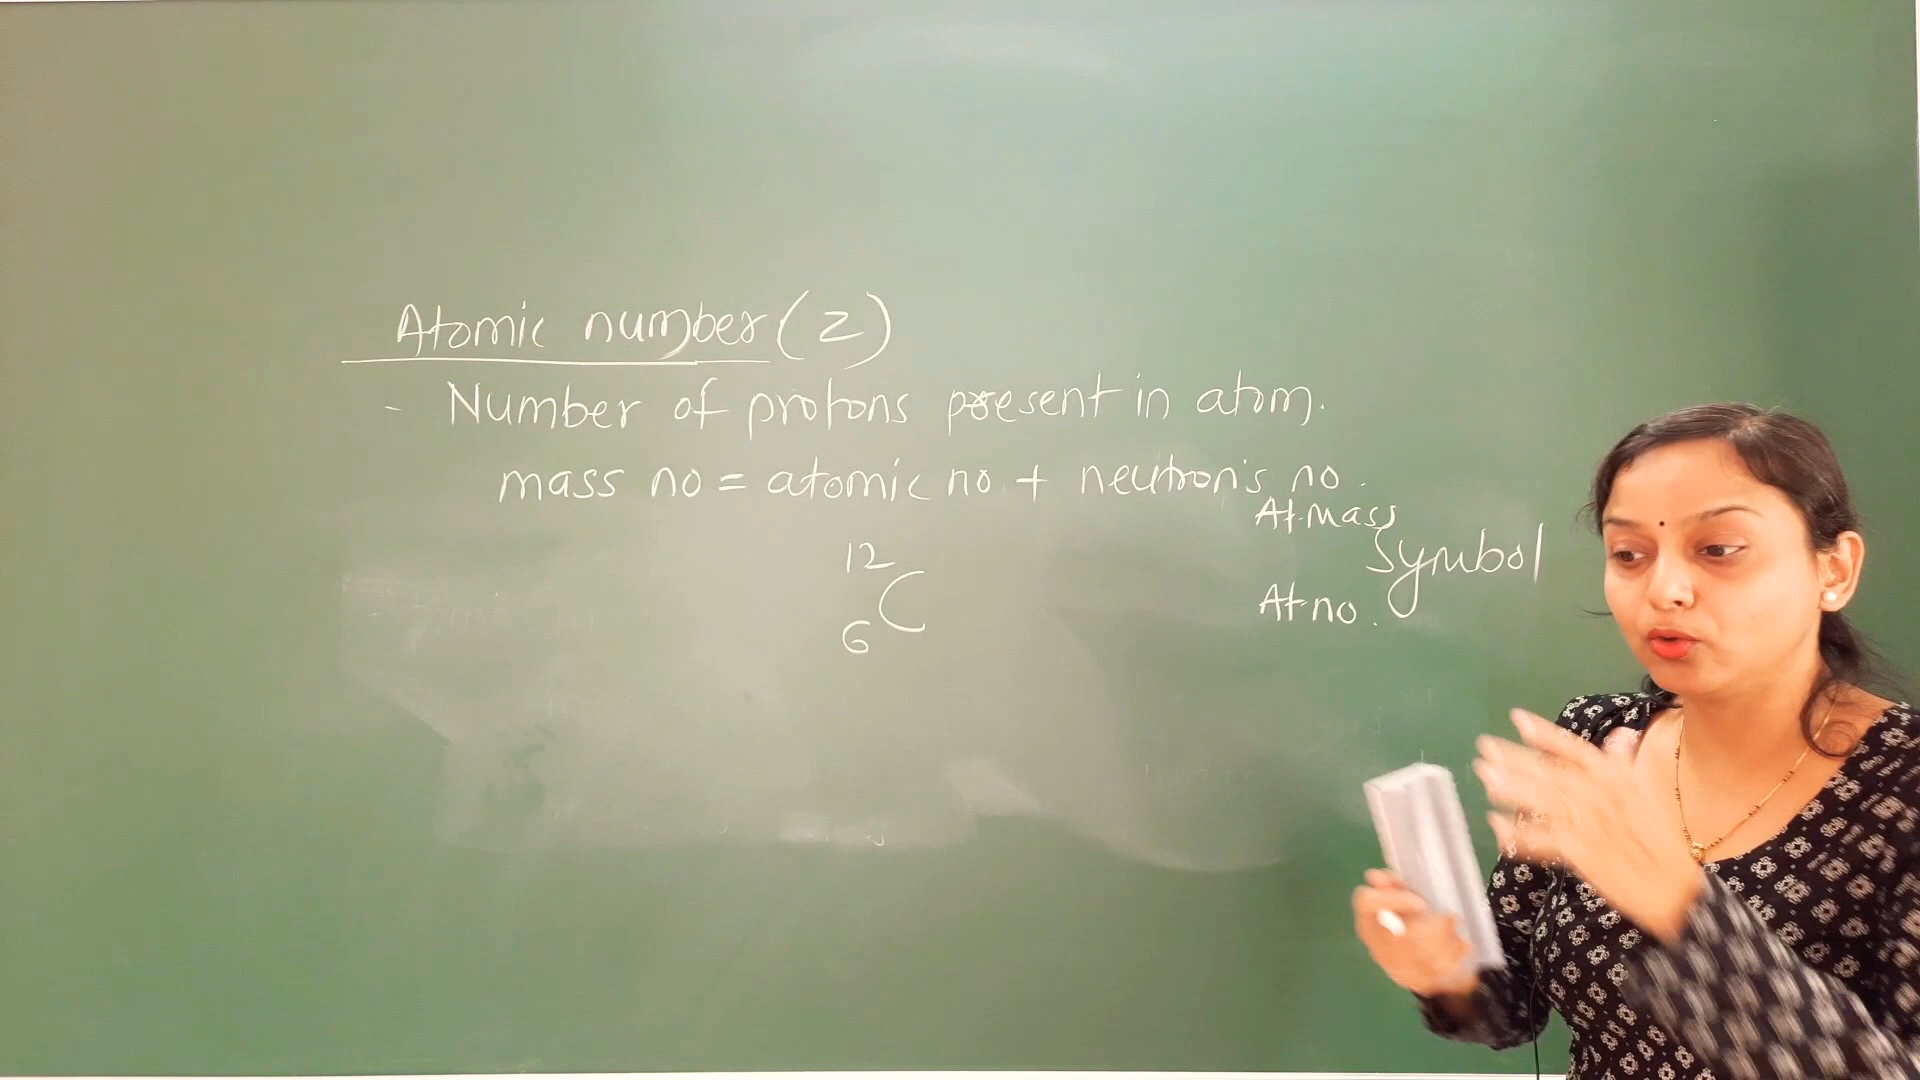 Atomic number (Z)
- Number of protons present in atom.
mass no = atomic no + neutron's no.
At. mass
Symbol
At no.
12
C
6